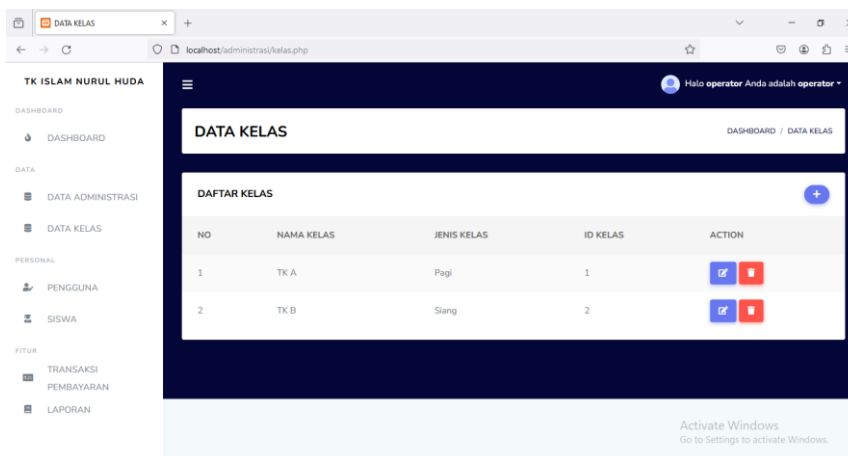 DATA KELAS
localhost/administrasi/kelas.php
TK ISLAM NURUL HUDA
Halo operator Anda adalah operator
DASHBOARD
DASHBOARD
DATA
DATA ADMINISTRASI
DATA KELAS
PERSONAL
PENGGUNA
SISWA
FITUR
TRANSAKSI
PEMBAYARAN
LAPORAN
DATA KELAS
DASHBOARD / DATA KELAS
DAFTAR KELAS
NO NAMA KELAS JENIS KELAS ID KELAS ACTION
1 TK A Pagi 1
2 TK B Siang 2
Activate Windows
Go to Settings to activate Windows.